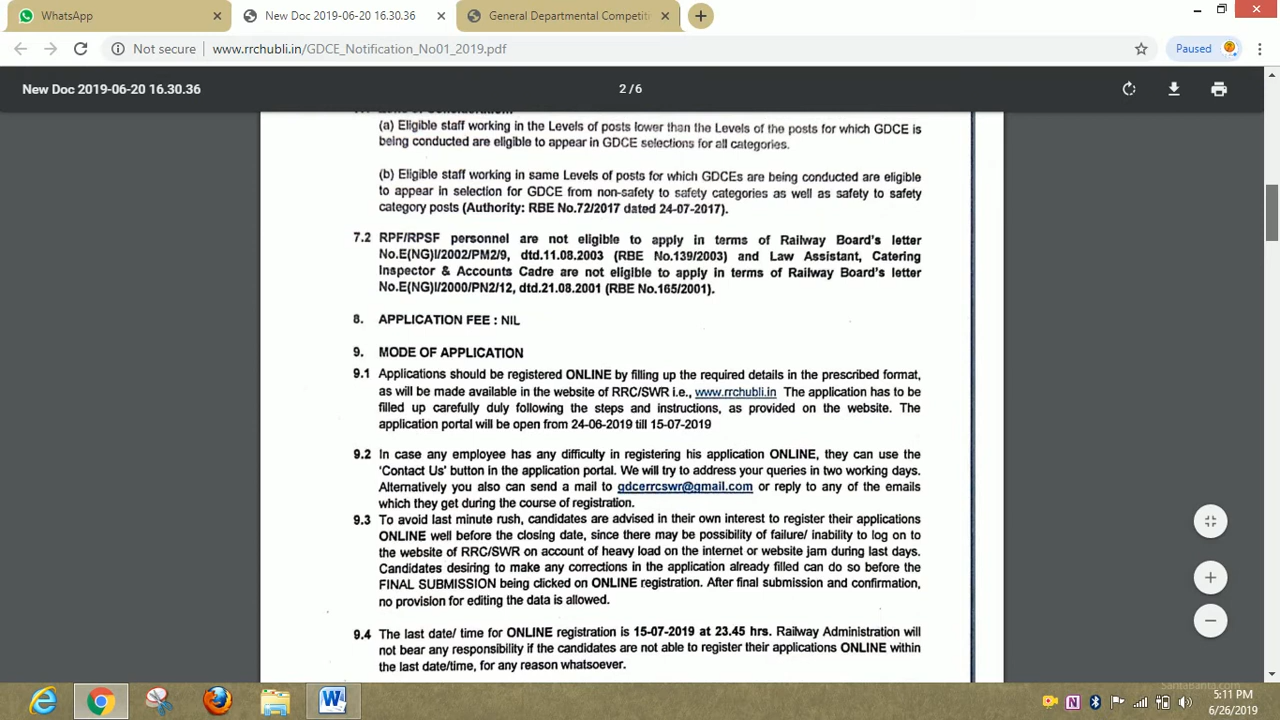 WhatsApp
New Doc 2019-06-20 16.30.36
General Departmental Competiti
Not secure
www.rrchubli.in/GDCE_Notification_No01_2019.pdf
Paused
New Doc 2019-06-20 16.30.36
2/6
(a) Eligible staff working in the Levels of posts lower than the Levels of the posts for which GDCE is
being conducted are eligible to appear in GDCE selections for all categories.
(b) Eligible staff working in same Levels of posts for which GDCEs are being conducted are eligible
to appear in selection for GDCE from non-safety to safety categories as well as safety to safety
category posts (Authority: RBE No.72/2017 dated 24-07-2017).
7.2 RPF/RPSF personnel are not eligible to apply in terms of Railway Board's letter
No.E(NG)I/2002/PM2/9, dtd.11.08.2003 (RBE No.139/2003) and Law Assistant, Catering
Inspector & Accounts Cadre are not eligible to apply in terms of Railway Board's letter
No.E(NG)I/2000/PN2/12, dtd.21.08.2001 (RBE No.165/2001).
8. APPLICATION FEE : NIL
9. MODE OF APPLICATION
9.1 Applications should be registered ONLINE by filling up the required details in the prescribed format,
as will be made available in the website of RRC/SWR i.e., www.rrchubli.in The application has to be
filled up carefully duly following the steps and instructions, as provided on the website. The
application portal will be open from 24-06-2019 till 15-07-2019
9.2 In case any employee has any difficulty in registering his application ONLINE, they can use the
'Contact Us' button in the application portal. We will try to address your queries in two working days.
Alternatively you also can send a mail to gdcerrcswr@gmail.com or reply to any of the emails
which they get during the course of registration.
9.3 To avoid last minute rush, candidates are advised in their own interest to register their applications
ONLINE well before the closing date, since there may be possibility of failure/ inability to log on to
the website of RRC/SWR on account of heavy load on the internet or website jam during last days.
Candidates desiring to make any corrections in the application already filled can do so before the
FINAL SUBMISSION being clicked on ONLINE registration. After final submission and confirmation,
no provision for editing the data is allowed.
9.4 The last date/ time for ONLINE registration is 15-07-2019 at 23.45 hrs. Railway Administration will
not bear any responsibility if the candidates are not able to register their applications ONLINE within
the last date/time, for any reason whatsoever.
SantaBanta.com
5:11 PM
6/26/2019